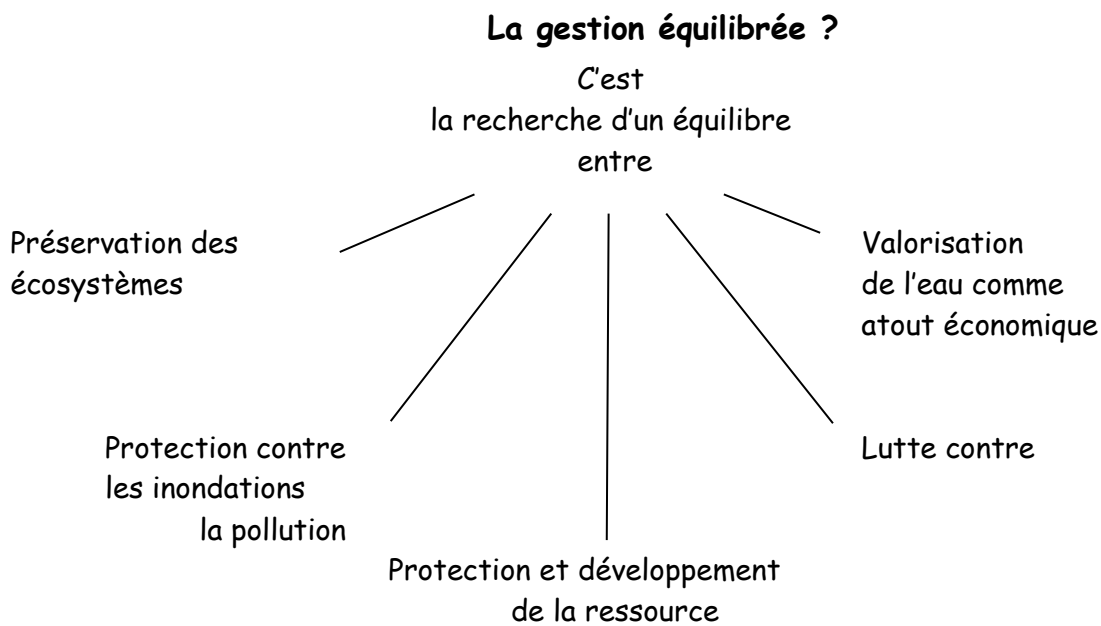 La gestion équilibrée ?
C'est
la recherche d'un équilibre
entre
Préservation des
écosystèmes
Valorisation
de l'eau comme
atout économique
Protection contre
les inondations
la pollution
Lutte contre
Protection et développement
de la ressource